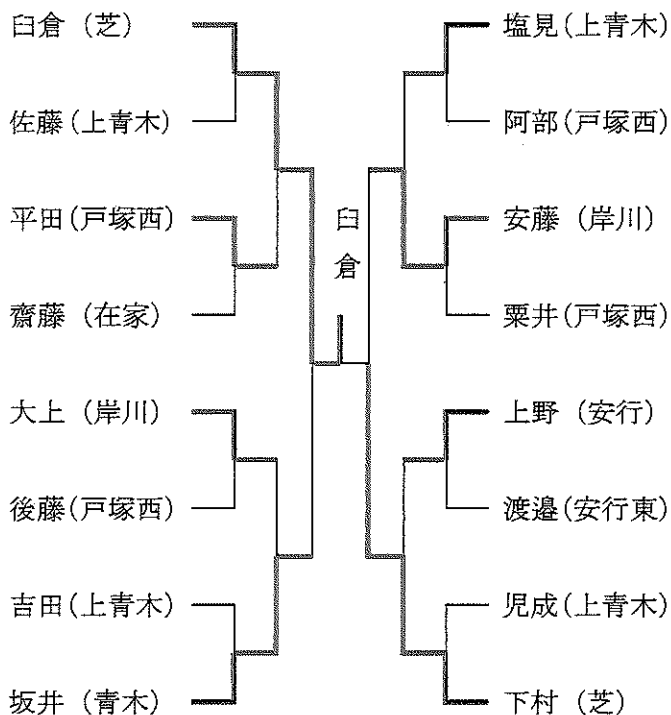 臼倉 (芝)
佐藤(上青木)
平田(戸塚西)
齋藤 (在家)
大上 (岸川)
後藤(戸塚西)
吉田(上青木)
坂井 (青木)
臼倉
塩見(上青木)
阿部(戸塚西)
安藤 (岸川)
粟井(戸塚西)
上野 (安行)
渡邉(安行東)
児成(上青木)
下村 (芝)